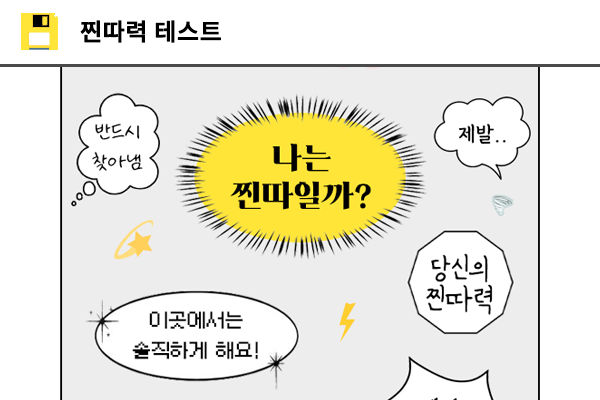 찐따력 테스트
반드시
찾아냄
나는
찐따일까?
제발..
당신의
찐따력
이곳에서는
솔직하게 해요!